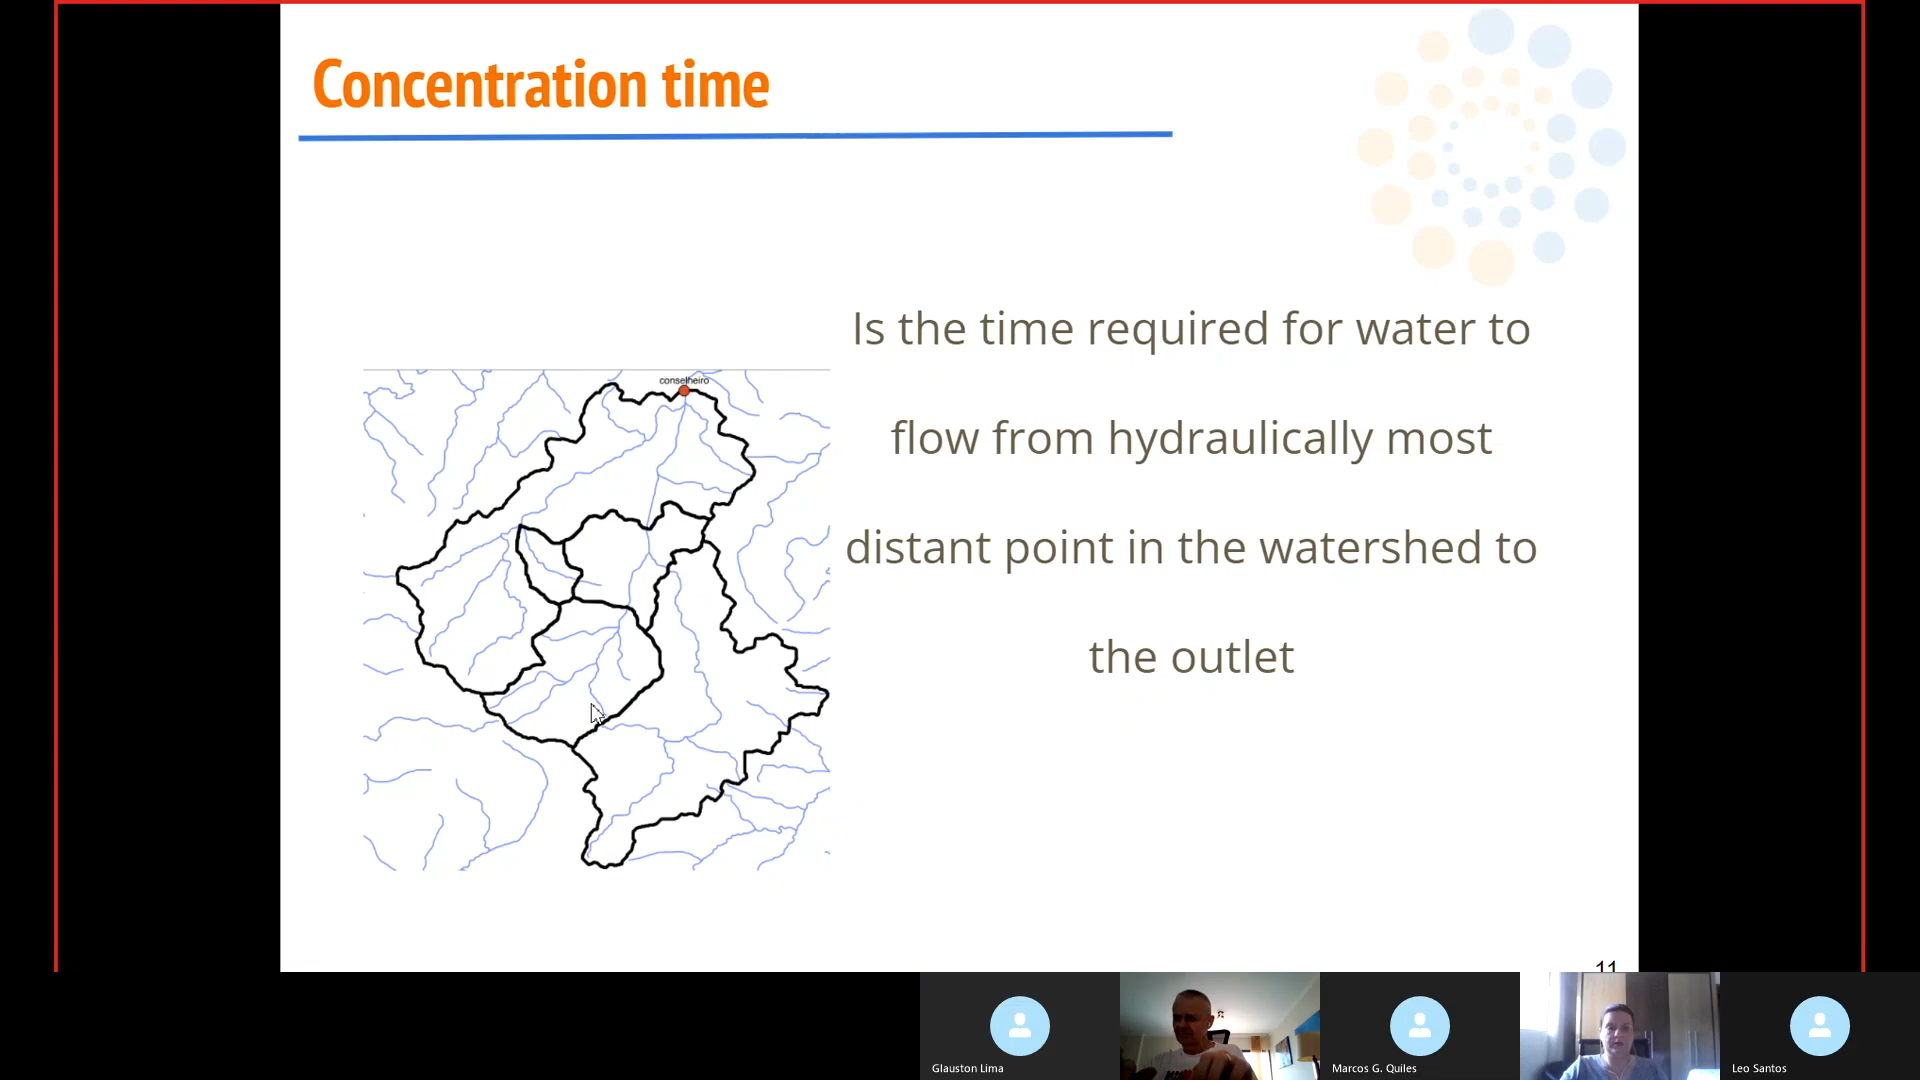 Concentration time
Is the time required for water to
flow from hydraulically most
distant point in the watershed to
the outlet
conselheiro
11
Glauston Lima
Marcos G. Quiles
Leo Santos